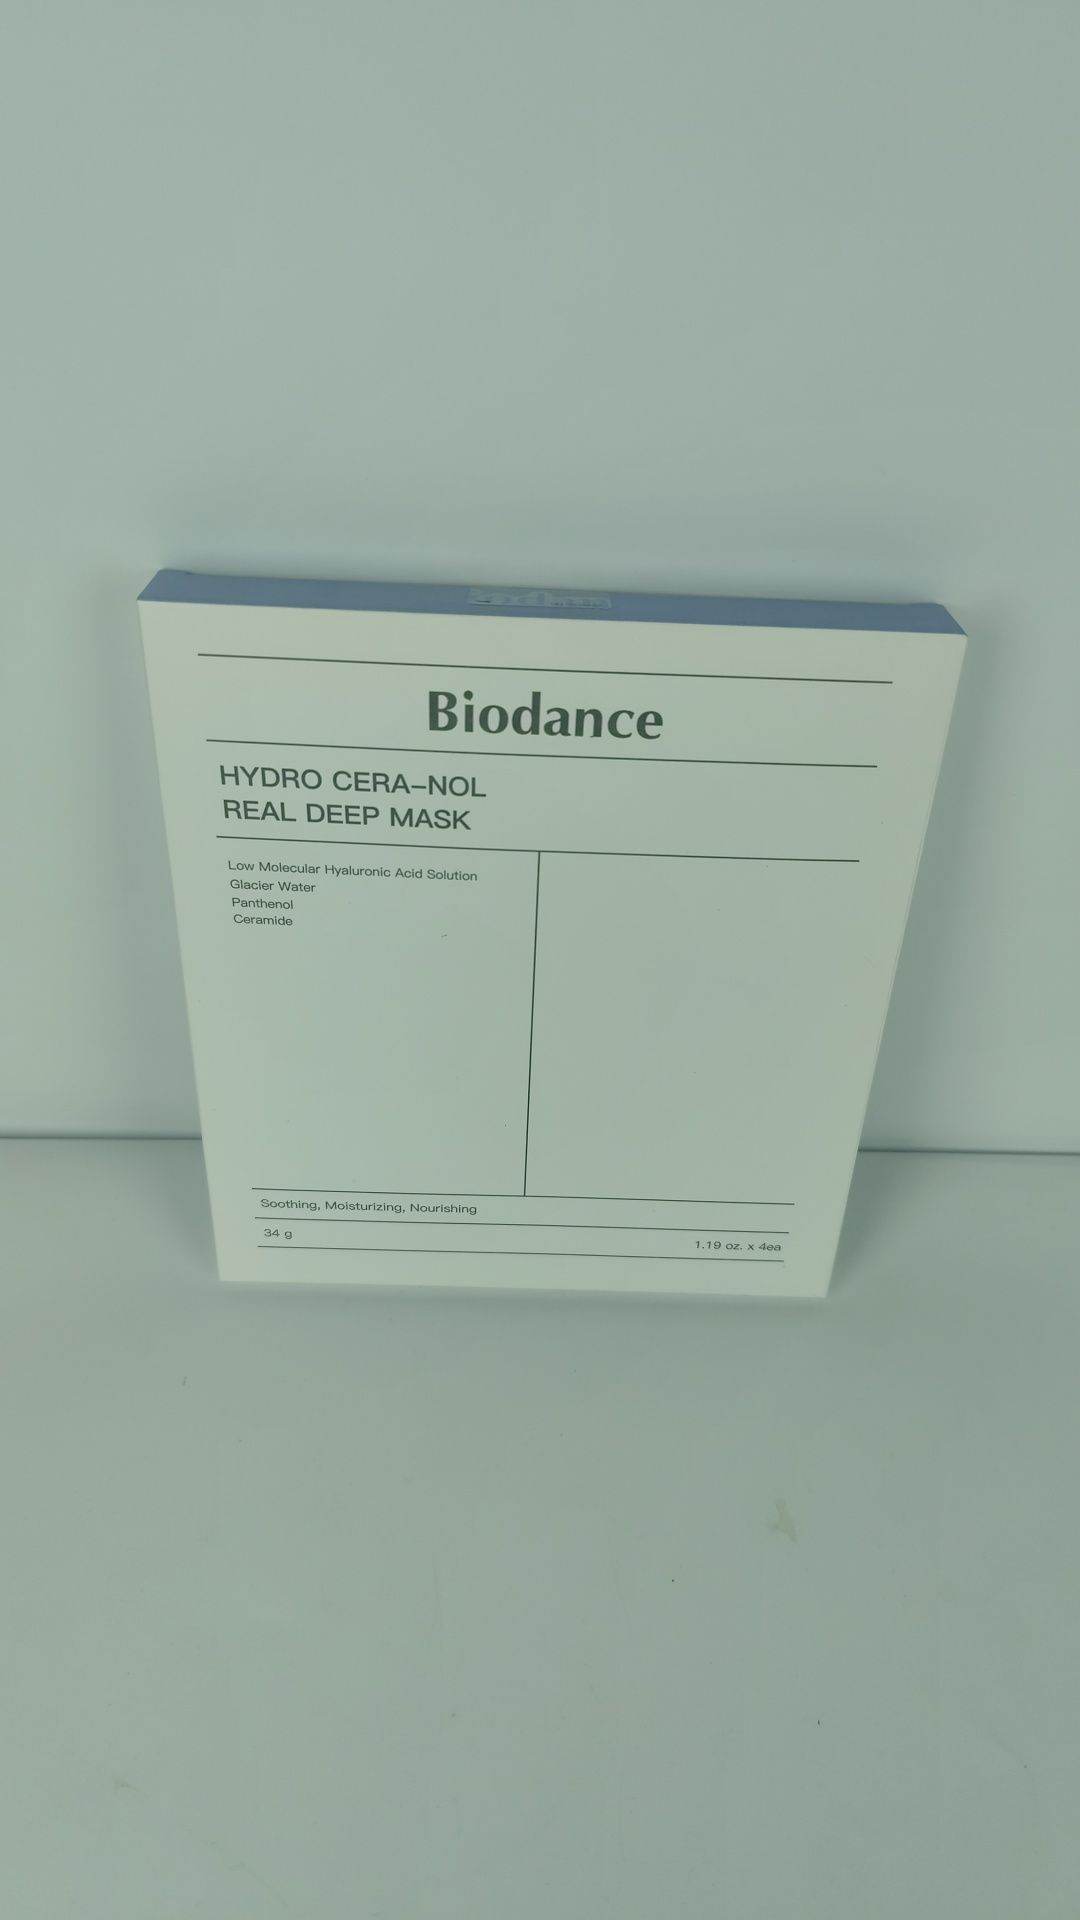 Biodance
HYDRO CERA-NOL
REAL DEEP MASK
Low Molecular Hyaluronic Acid Solution
Glacier Water
Panthenol
Ceramide
Soothing, Moisturizing, Nourishing
34 g
1.19 oz. x 4ea